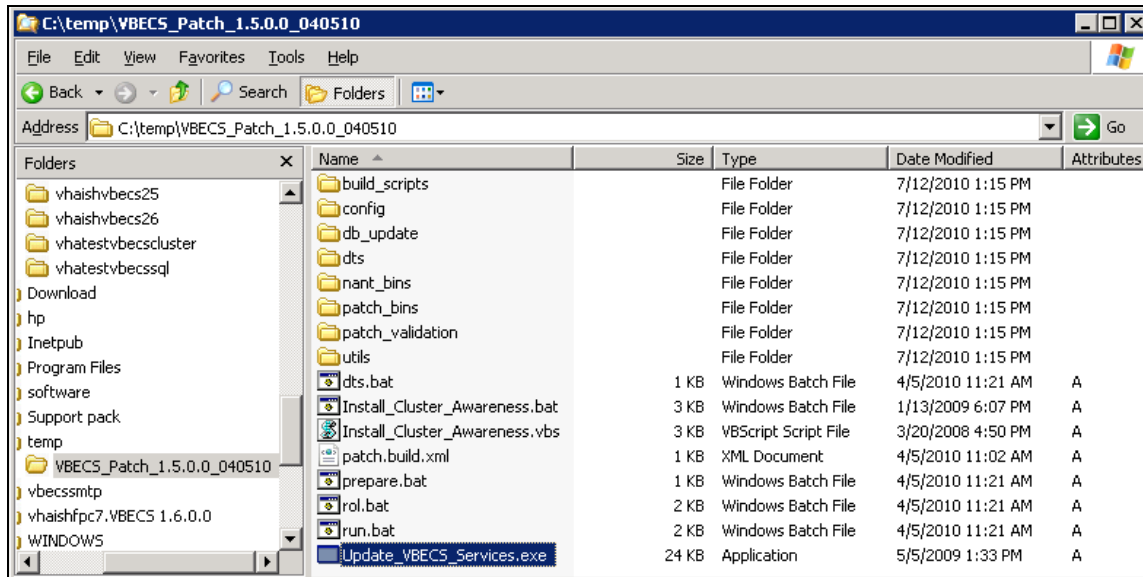 C:\temp\VBECS_Patch_1.5.0.0_040510
File Edit View Favorites Tools Help
Back Search Folders
Address C:\temp\VBECS_Patch_1.5.0.0_040510 Go
Folders x
vhaishvbecs25
vhaishvbecs26
vhatestvbecscluster
vhatestvbecssql
Download
hp
Inetpub
Program Files
software
Support pack
temp
VBECS_Patch_1.5.0.0_040510
vbecssmtp
vhaishfpc7.VBECS 1.6.0.0
WINDOWS
Name Size Type Date Modified Attributes
build_scripts File Folder 7/12/2010 1:15 PM
config File Folder 7/12/2010 1:15 PM
db_update File Folder 7/12/2010 1:15 PM
dts File Folder 7/12/2010 1:15 PM
nant_bins File Folder 7/12/2010 1:15 PM
patch_bins File Folder 7/12/2010 1:15 PM
patch_validation File Folder 7/12/2010 1:15 PM
utils File Folder 7/12/2010 1:15 PM
dts.bat 1 KB Windows Batch File 4/5/2010 11:21 AM A
Install_Cluster_Awareness.bat 3 KB Windows Batch File 1/13/2009 6:07 PM A
Install_Cluster_Awareness.vbs 3 KB VBScript Script File 3/20/2008 4:50 PM A
patch.build.xml 1 KB XML Document 4/5/2010 11:02 AM A
prepare.bat 1 KB Windows Batch File 4/5/2010 11:21 AM A
rol.bat 2 KB Windows Batch File 4/5/2010 11:21 AM A
run.bat 2 KB Windows Batch File 4/5/2010 11:21 AM A
Update_VBECS_Services.exe 24 KB Application 5/5/2009 1:33 PM A